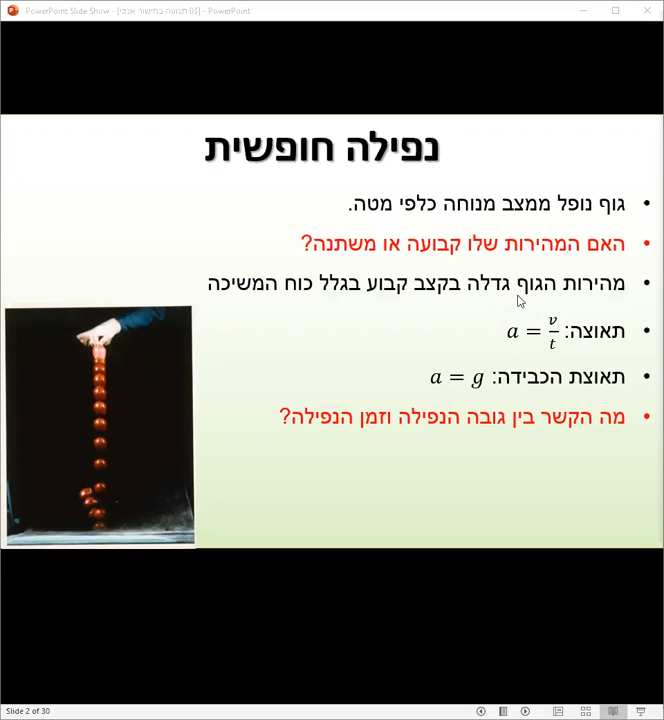 PowerPoint Slide Show - [03 תנועה במישור אנכי] - PowerPoint
נפילה חופשית
• גוף נופל ממצב מנוחה כלפי מטה.
• האם המהירות שלו קבועה או משתנה?
• מהירות הגוף גדלה בקצב קבוע בגלל כוח המשיכה
• תאוצה: a = v/t
• תאוצת הכבידה: a = g
• מה הקשר בין גובה הנפילה וזמן הנפילה?
Slide 2 of 30